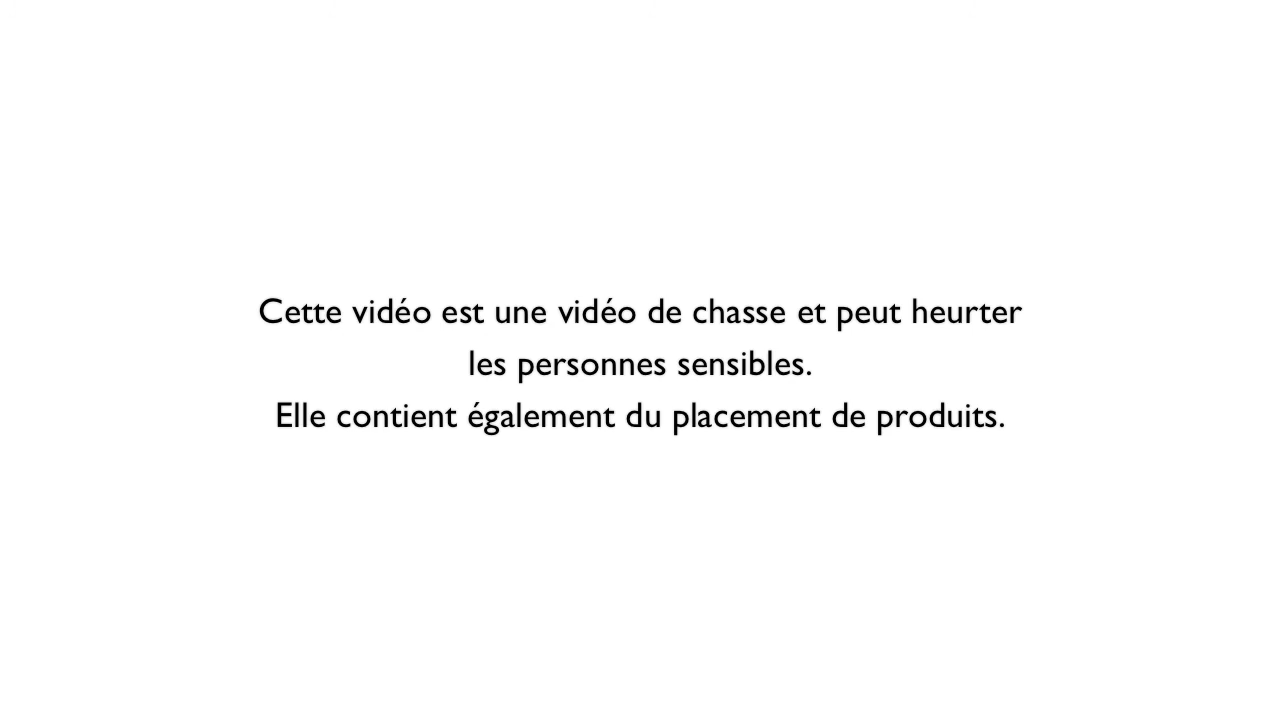 Cette vidéo est une vidéo de chasse et peut heurter
les personnes sensibles.
Elle contient également du placement de produits.